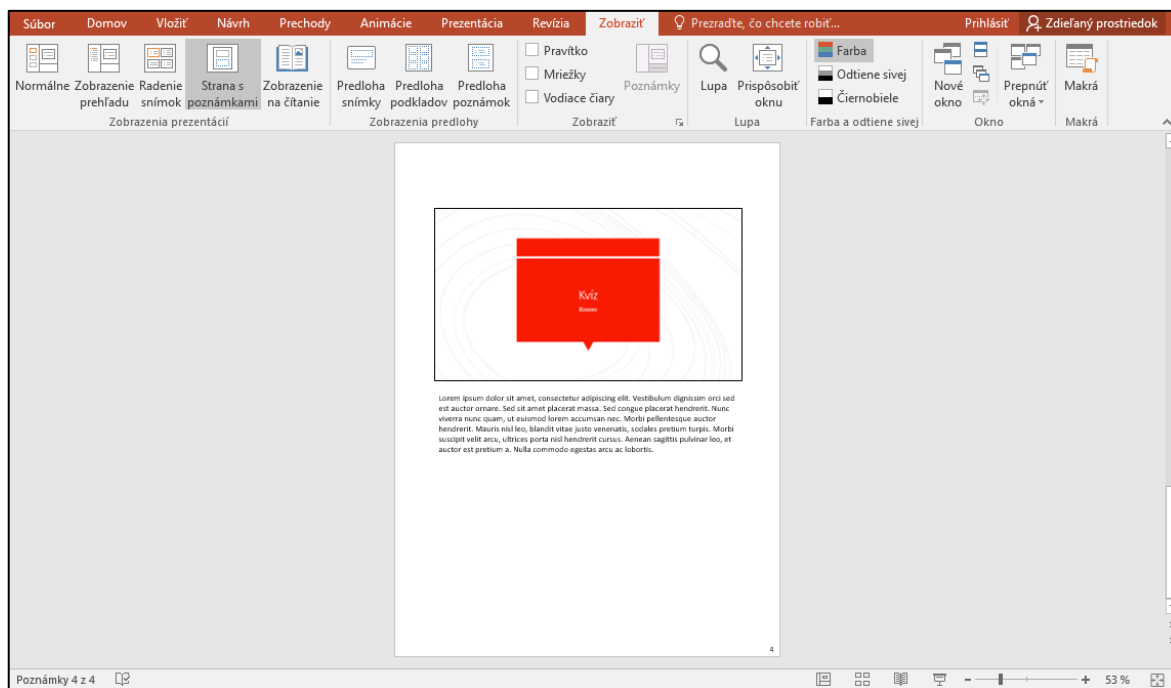 Súbor Domov Vložiť Návrh Prechody Animácie Prezentácia Revízia Zobraziť Prezraďte, čo chcete robiť... Prihlásiť Zdieľaný prostriedok
Normálne Zobrazenie prehľadu Radenie snímok Strana s poznámkami Zobrazenie na čítanie
Zobrazenia prezentácií
Predloha snímky Predloha podkladov Predloha poznámok
Zobrazenia predlohy
Pravítko
Mriežky
Vodiace čiary
Poznámky
Zobraziť
Lupa Prispôsobiť oknu
Lupa
Farba
Odtiene sivej
Čiernobiele
Farba a odtiene sivej
Nové okno
Prepnúť okná
Okno
Makrá
Makrá
Kvíz
Koniec
Lorem ipsum dolor sit amet, consectetur adipiscing elit. Vestibulum dignissim orci sed
est auctor ornare. Sed sit amet placerat massa. Sed congue placerat hendrerit. Nunc
viverra nunc quam, ut euismod lorem accumsan nec. Morbi pellentesque auctor
hendrerit. Mauris nisl leo, blandit vitae justo venenatis, sodales pretium turpis. Morbi
suscipit velit arcu, ultrices porta nisl hendrerit cursus. Aenean sagittis pulvinar leo, et
auctor est pretium a. Nulla commodo egestas arcu ac lobortis.
4
Poznámky 4 z 4
53 %